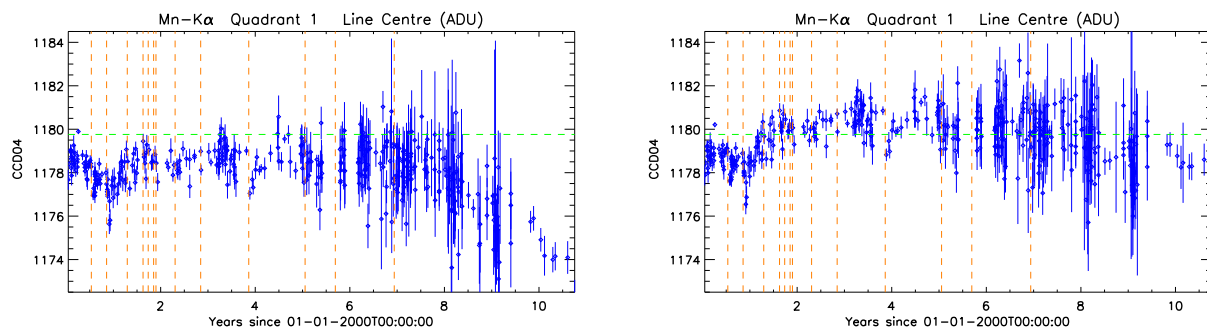 Mn-Kα Quadrant 1 Line Centre (ADU)
1184
1182
1180
1178
1176
1174
CCD04
2 4 6 8 10
Years since 01-01-2000T00:00:00
Mn-Kα Quadrant 1 Line Centre (ADU)
1184
1182
1180
1178
1176
1174
CCD04
2 4 6 8 10
Years since 01-01-2000T00:00:00